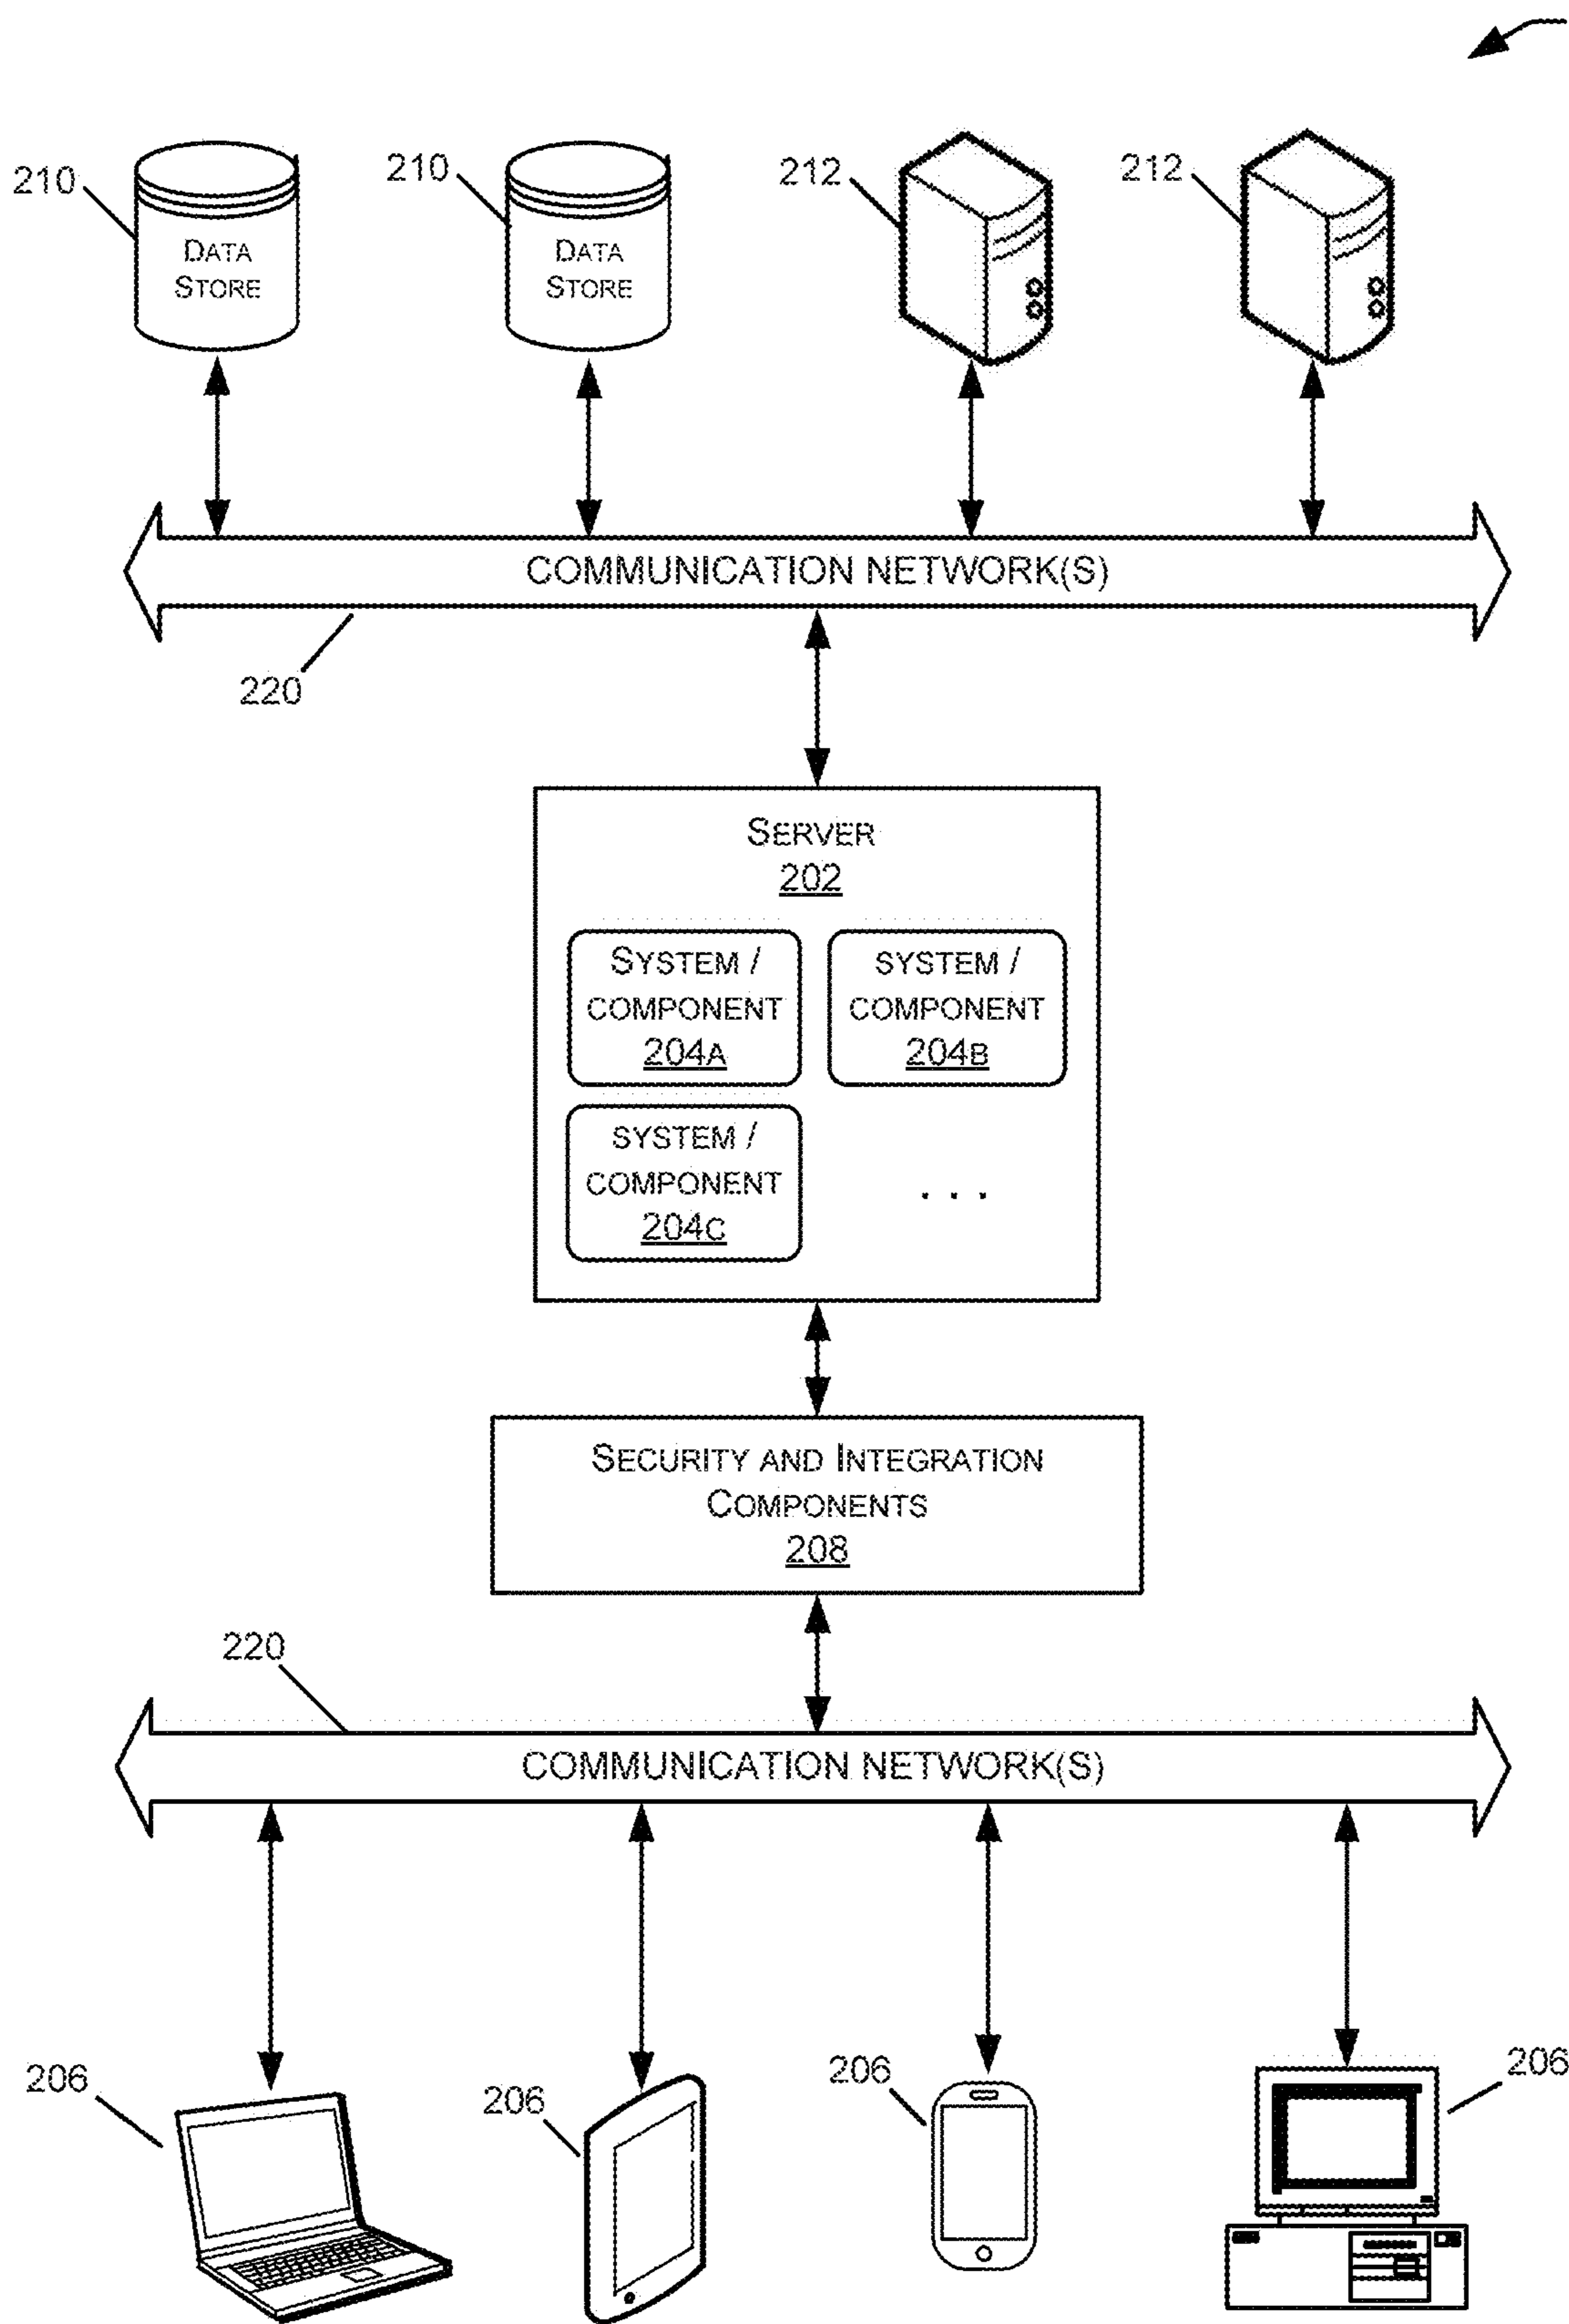 210
210
212
212
DATA
STORE
DATA
STORE
COMMUNICATION NETWORK(S)
220
SERVER
202
SYSTEM /
COMPONENT
204A
SYSTEM /
COMPONENT
204B
SYSTEM /
COMPONENT
204C
. . .
SECURITY AND INTEGRATION
COMPONENTS
208
220
COMMUNICATION NETWORK(S)
206
206
206
206